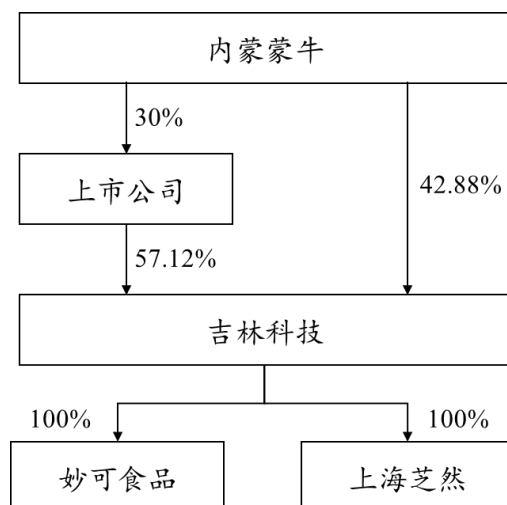 内蒙蒙牛
30%
上市公司
42.88%
57.12%
吉林科技
100%
100%
妙可食品
上海芝然